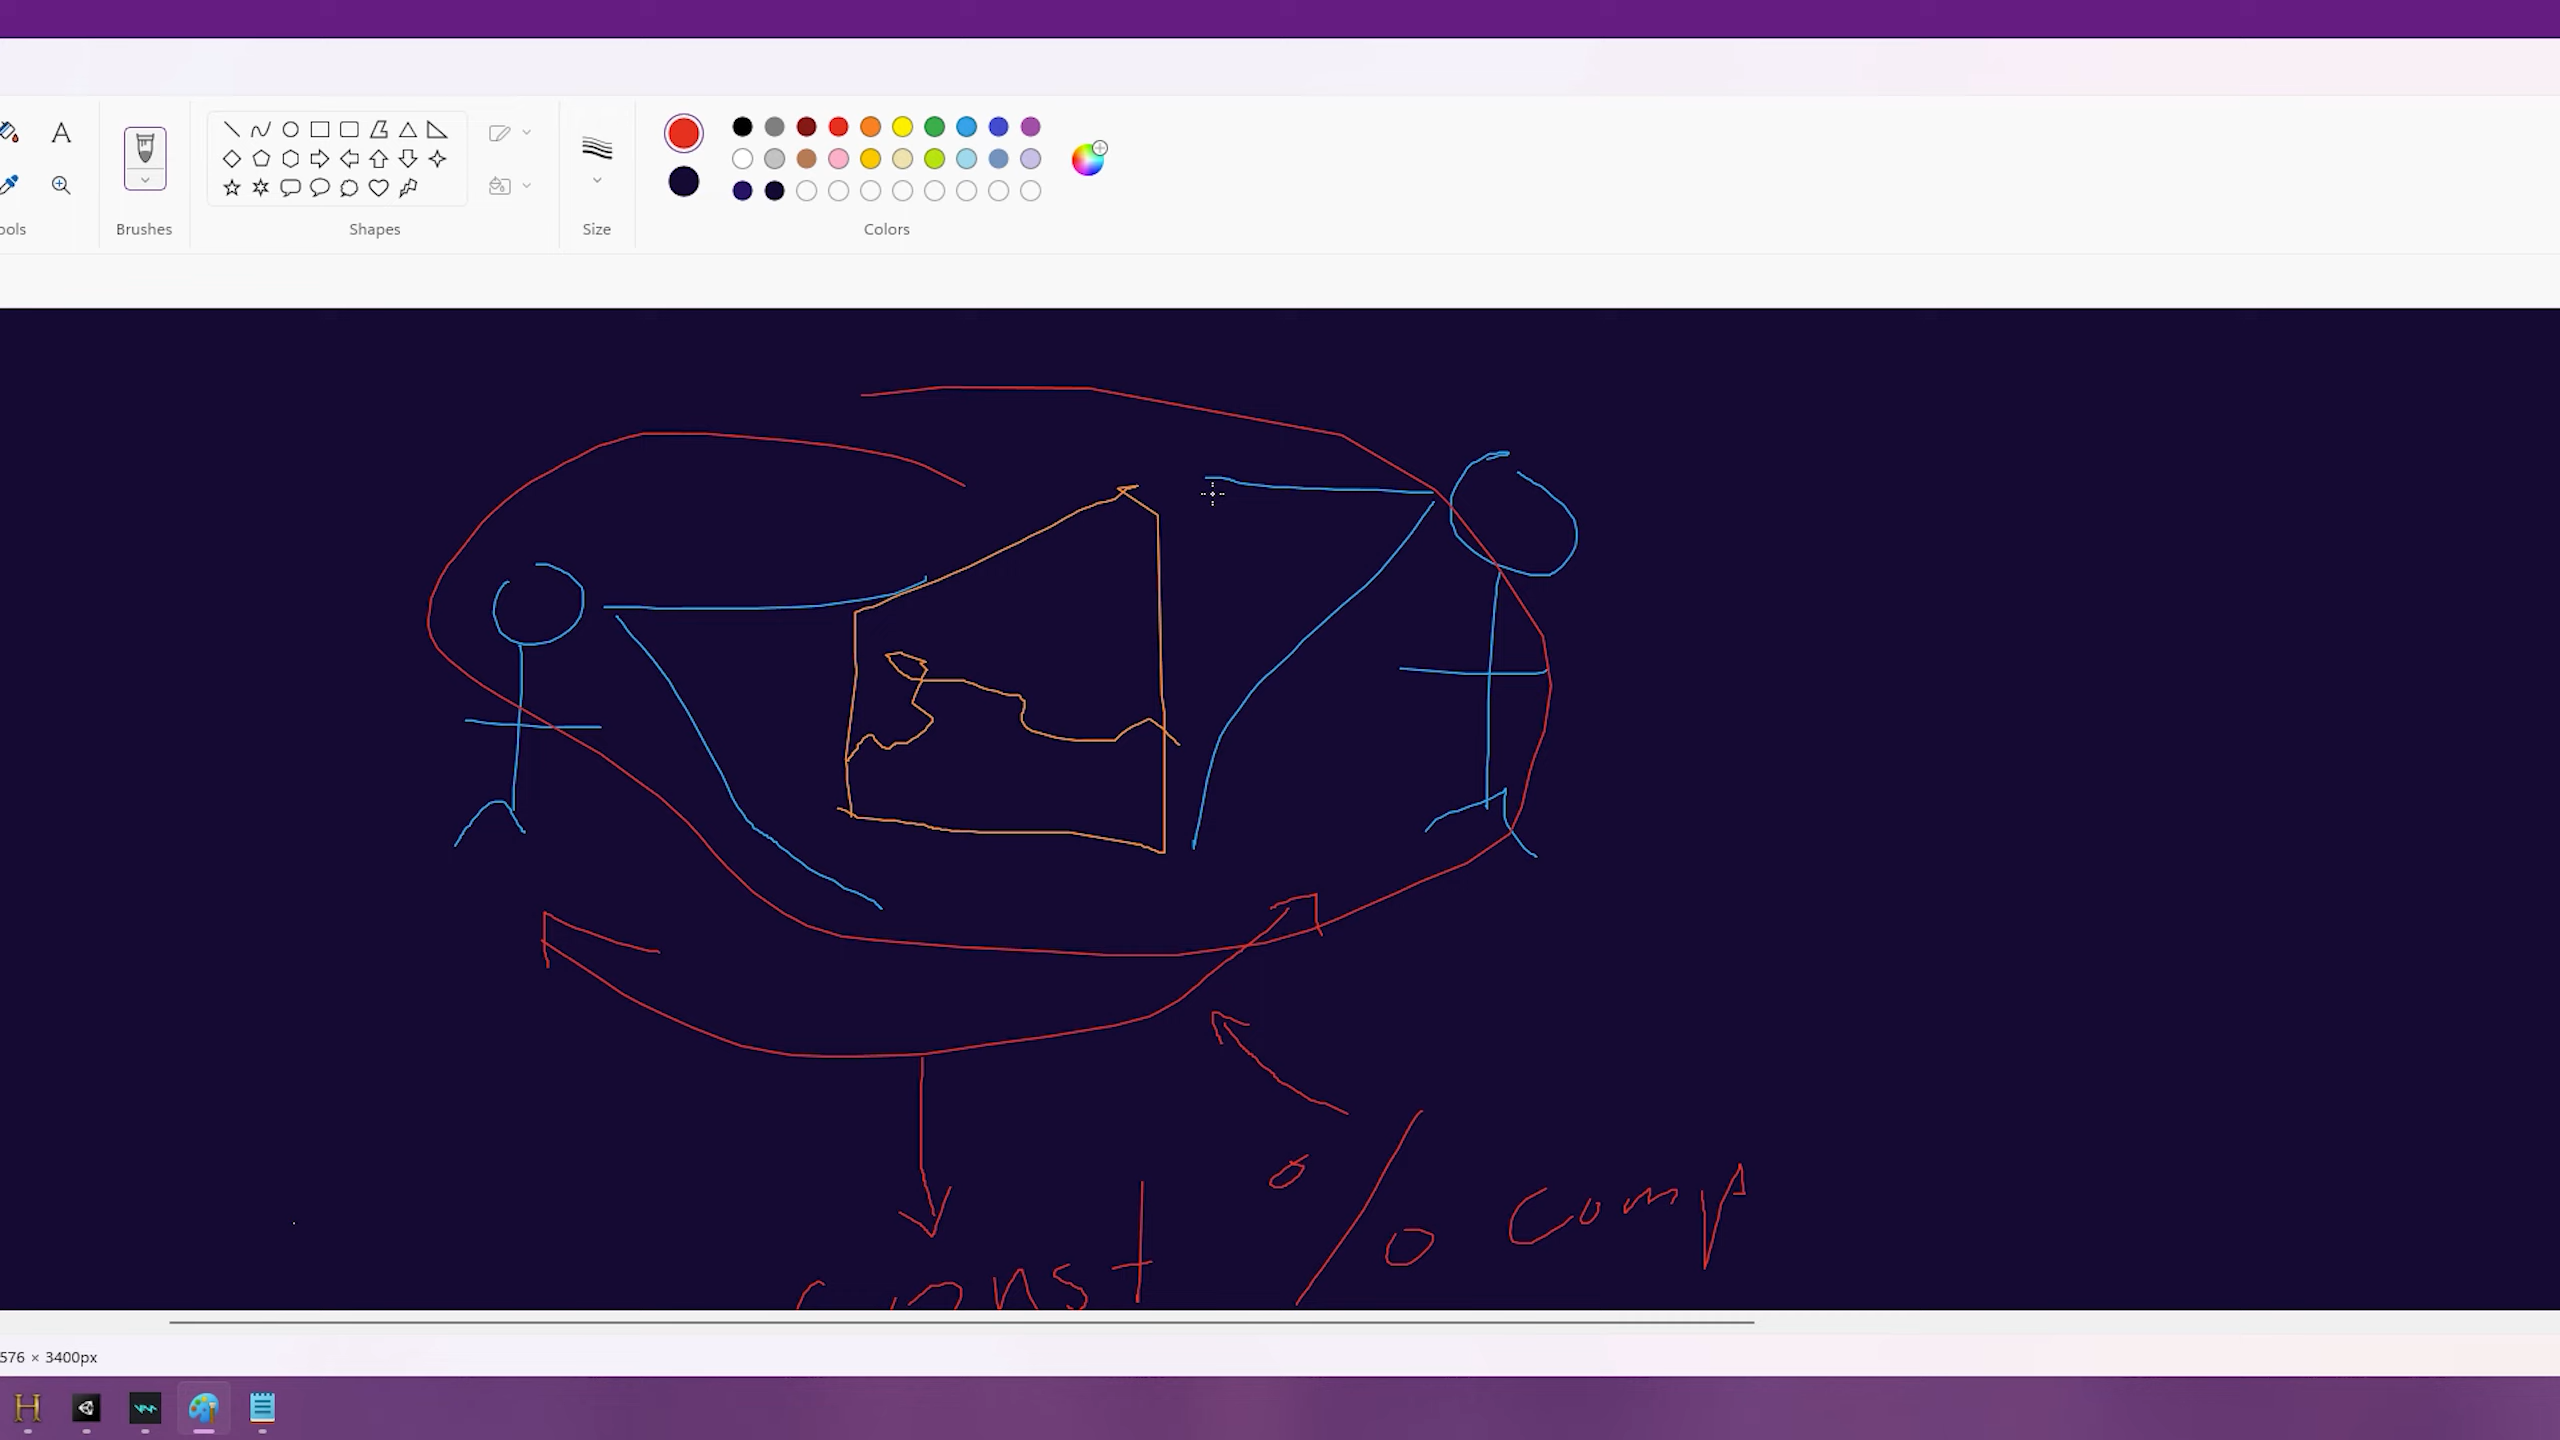 A
Brushes
Shapes
Size
Colors
% comp
const
576 × 3400px